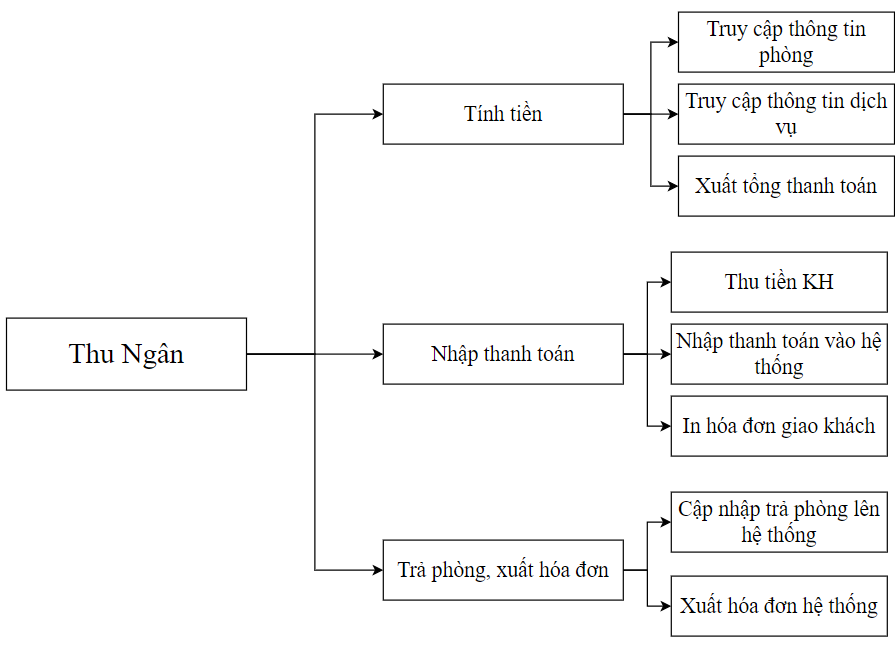 Thu Ngân
Tính tiền
Truy cập thông tin
phòng
Truy cập thông tin dịch
vụ
Xuất tổng thanh toán
Nhập thanh toán
Thu tiền KH
Nhập thanh toán vào hệ
thống
In hóa đơn giao khách
Trả phòng, xuất hóa đơn
Cập nhập trả phòng lên
hệ thống
Xuất hóa đơn hệ thống